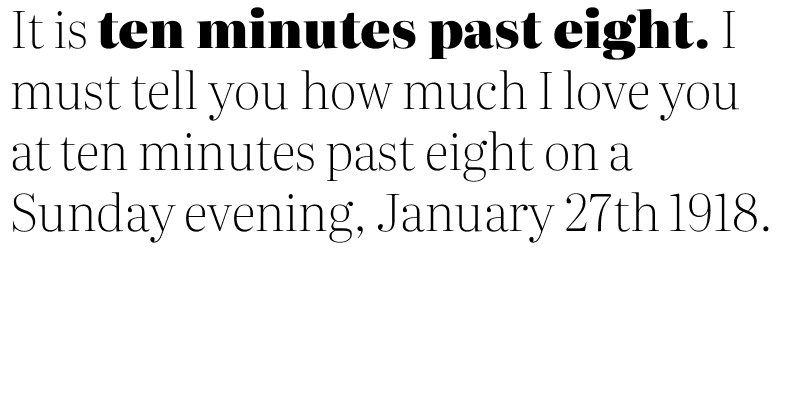 It is ten minutes past eight. I
must tell you how much I love you
at ten minutes past eight on a
Sunday evening, January 27th 1918.